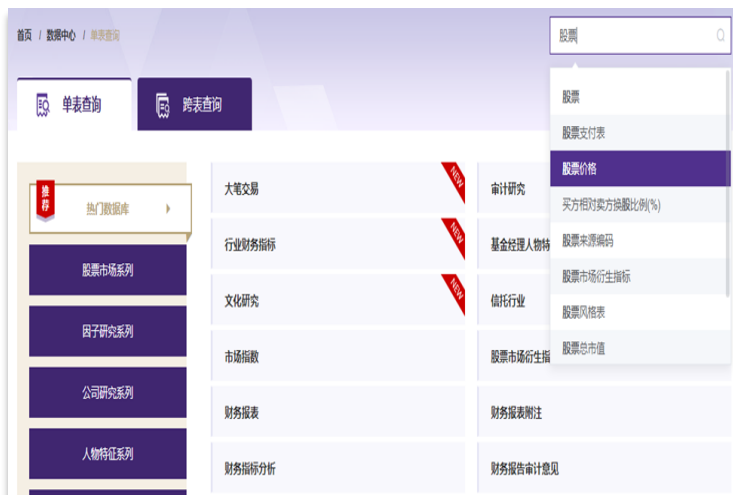 首页 / 数据中心 / 单表查询
股票
单表查询
跨表查询
股票
股票支付表
股票价格
买方相对卖方换股比例(%)
股票来源编码
股票市场衍生指标
股票风格表
股票总市值
推荐
热门数据库
股票市场系列
因子研究系列
公司研究系列
人物特征系列
大笔交易
NEW
审计研究
行业财务指标
NEW
基金经理人物特
文化研究
NEW
信托行业
市场指数
股票市场衍生指
财务报表
财务报表附注
财务指标分析
财务报告审计意见